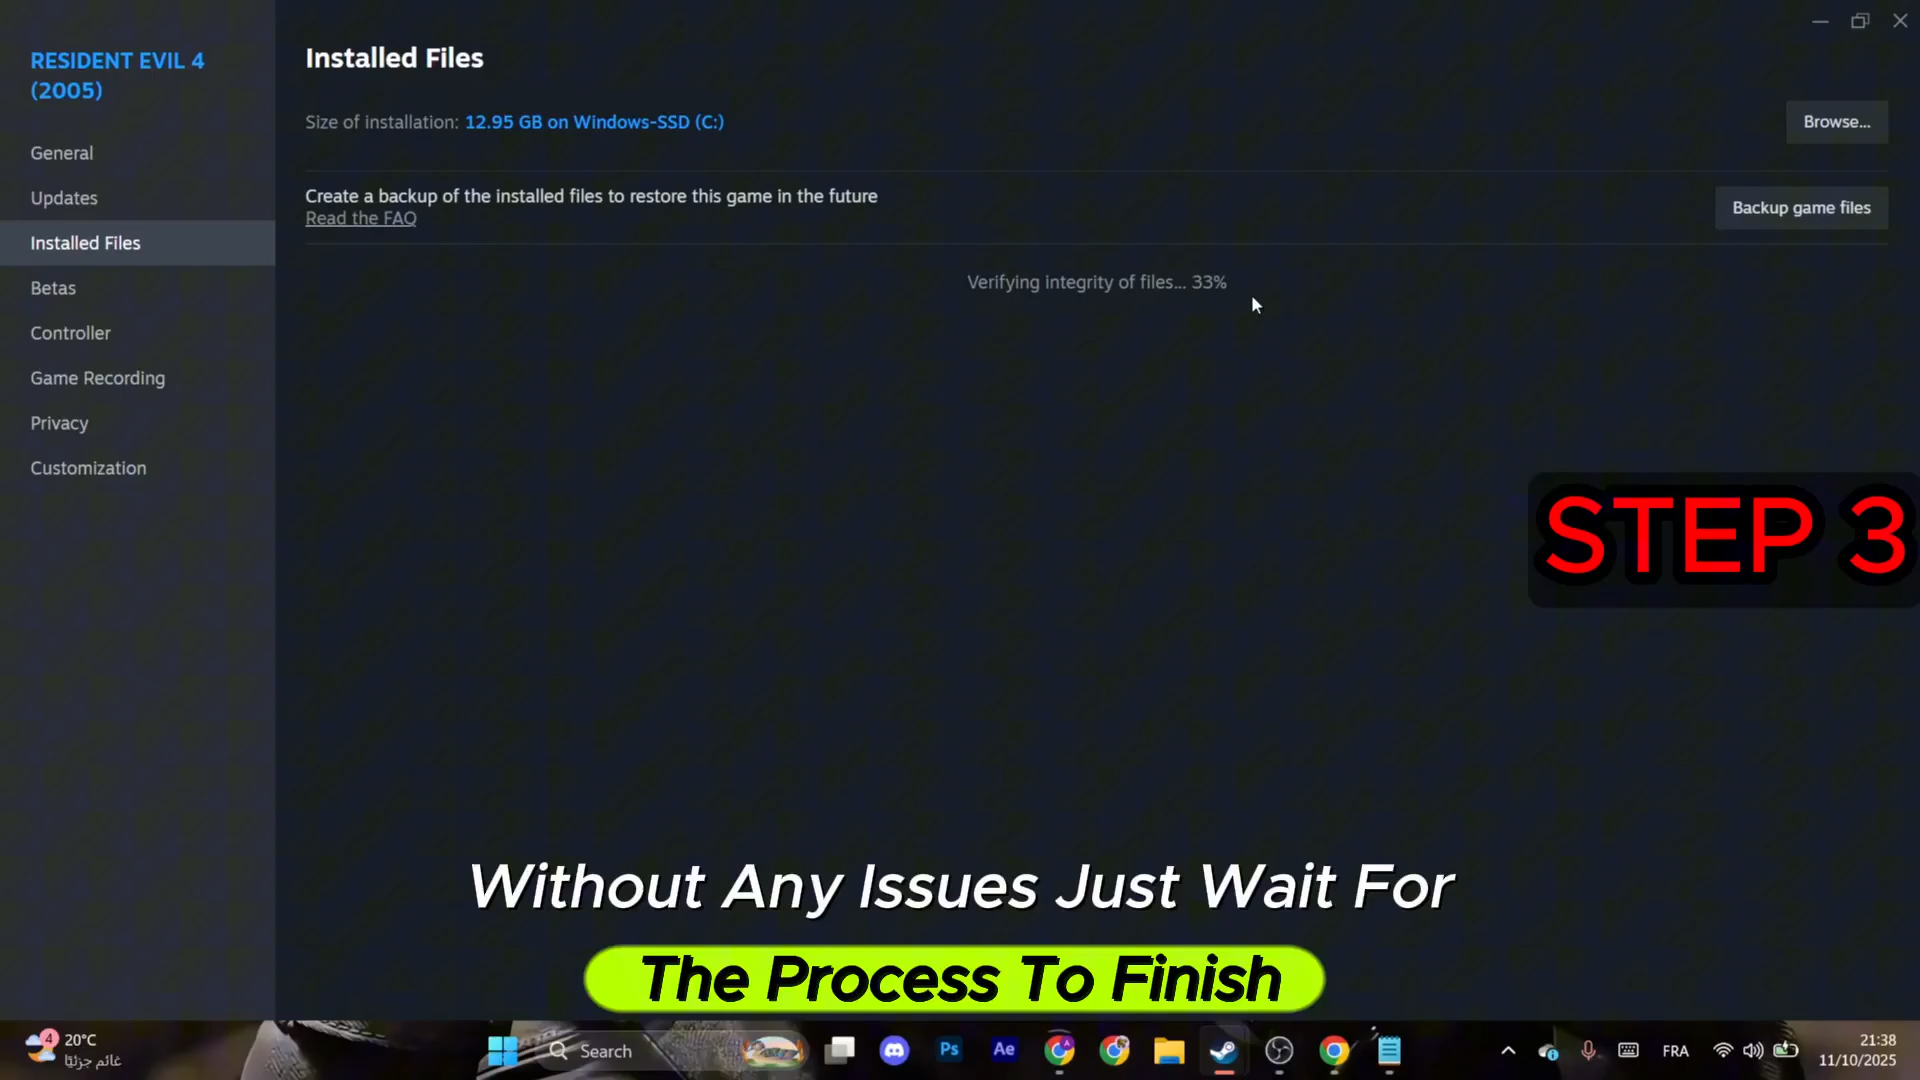 RESIDENT EVIL 4
(2005)
General
Updates
Installed Files
Betas
Controller
Game Recording
Privacy
Customization
Installed Files
Size of installation: 12.95 GB on Windows-SSD (C:)
Browse...
Create a backup of the installed files to restore this game in the future
Read the FAQ
Backup game files
Verifying integrity of files... 33%
STEP 3
Without Any Issues Just Wait For
The Process To Finish
4
20°C
غائم جزئيًا
Search
Ps
Ae
A
FRA
21:38
11/10/2025